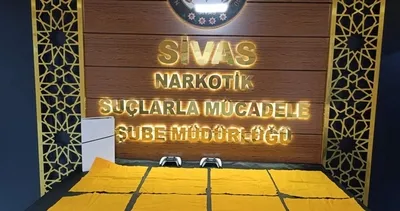 SİVAS
NARKOTİK
SUÇLARLA MÜCADELE
ŞUBE MÜDÜRLÜĞÜ